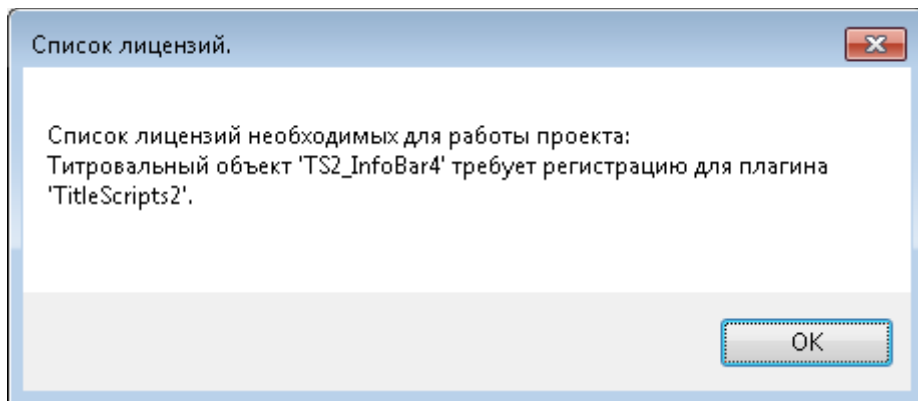 Список лицензий.
Список лицензий необходимых для работы проекта:
Титровальный объект 'TS2_InfoBar4' требует регистрацию для плагина
'TitleScripts2'.
OK